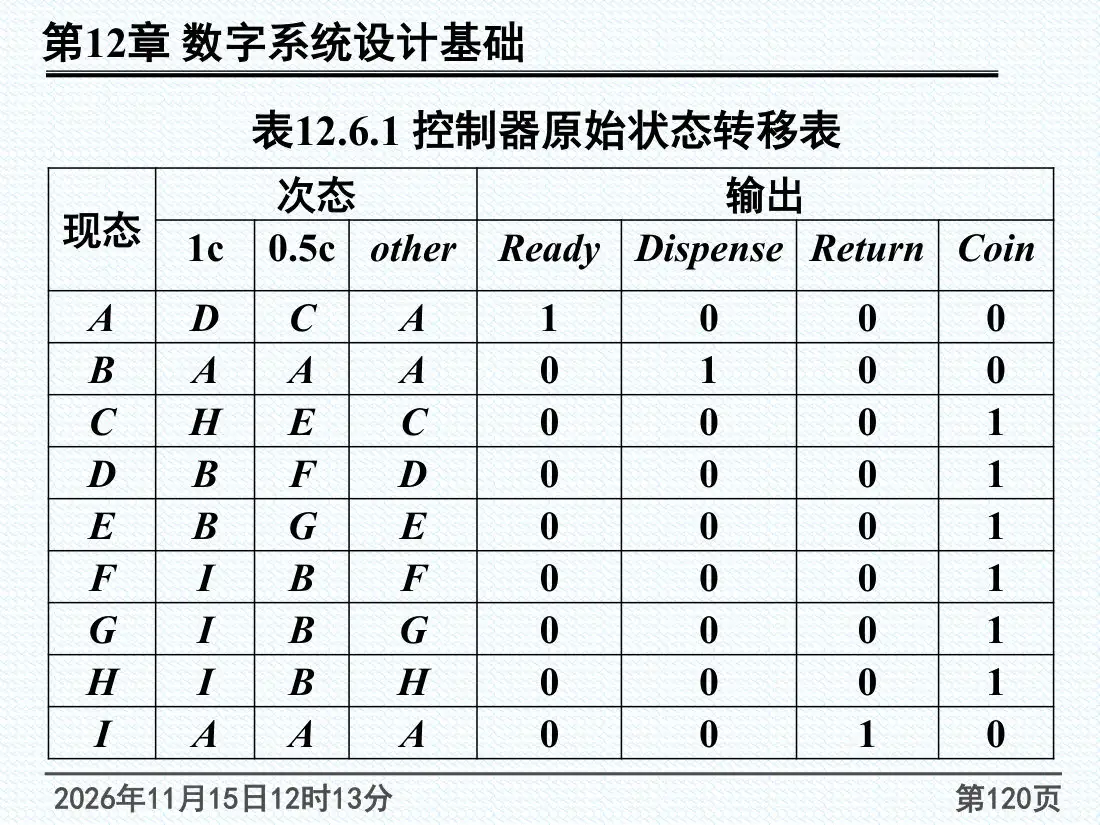 第12章 数字系统设计基础
表12.6.1 控制器原始状态转移表
现态 次态 输出
1c 0.5c other Ready Dispense Return Coin
A D C A 1 0 0 0
B A A A 0 1 0 0
C H E C 0 0 0 1
D B F D 0 0 0 1
E B G E 0 0 0 1
F I B F 0 0 0 1
G I B G 0 0 0 1
H I B H 0 0 0 1
I A A A 0 0 1 0
2026年11月15日12时13分 第120页